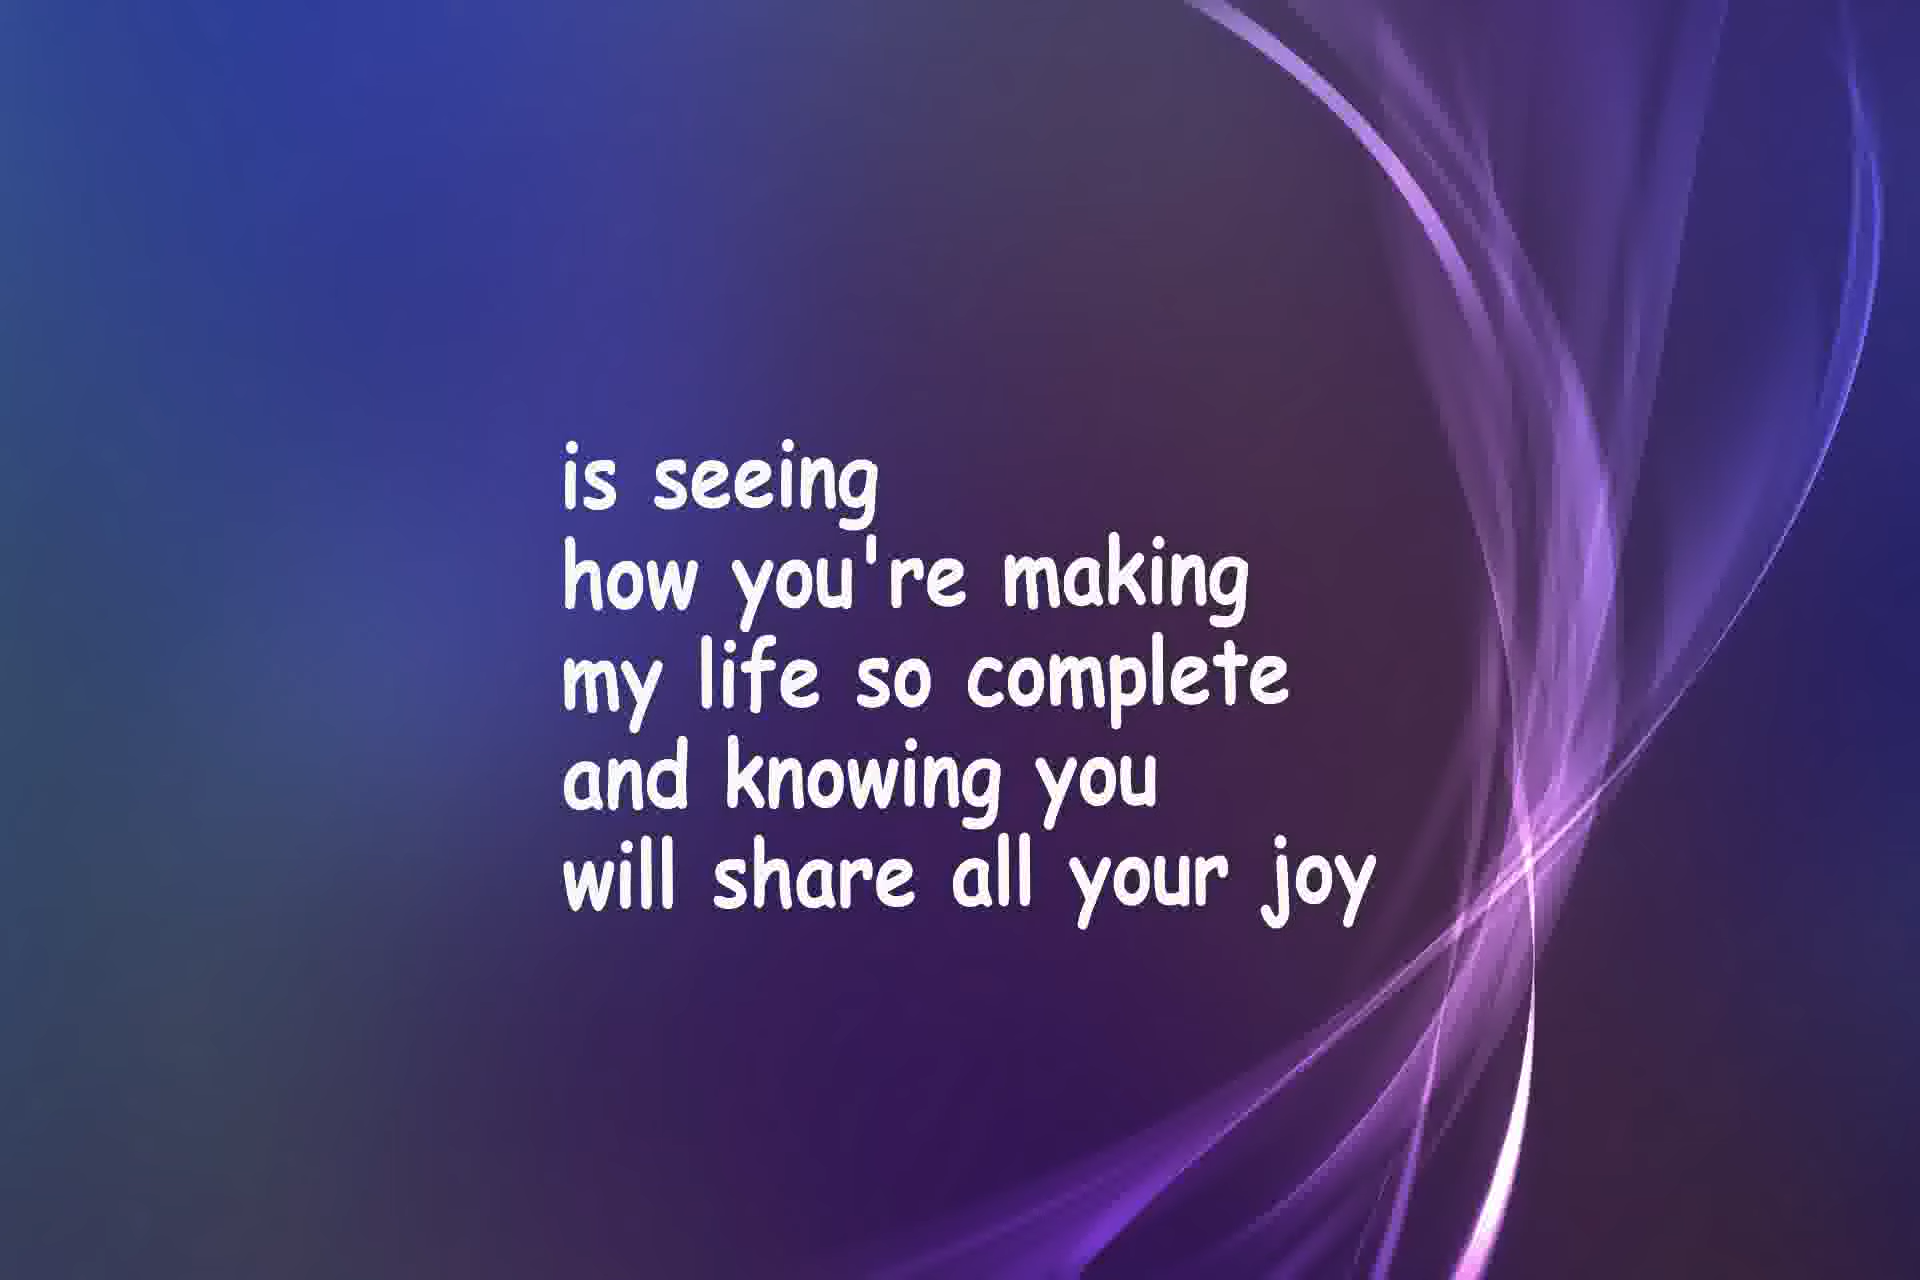 is seeing
how you're making
my life so complete
and knowing you
will share all your joy